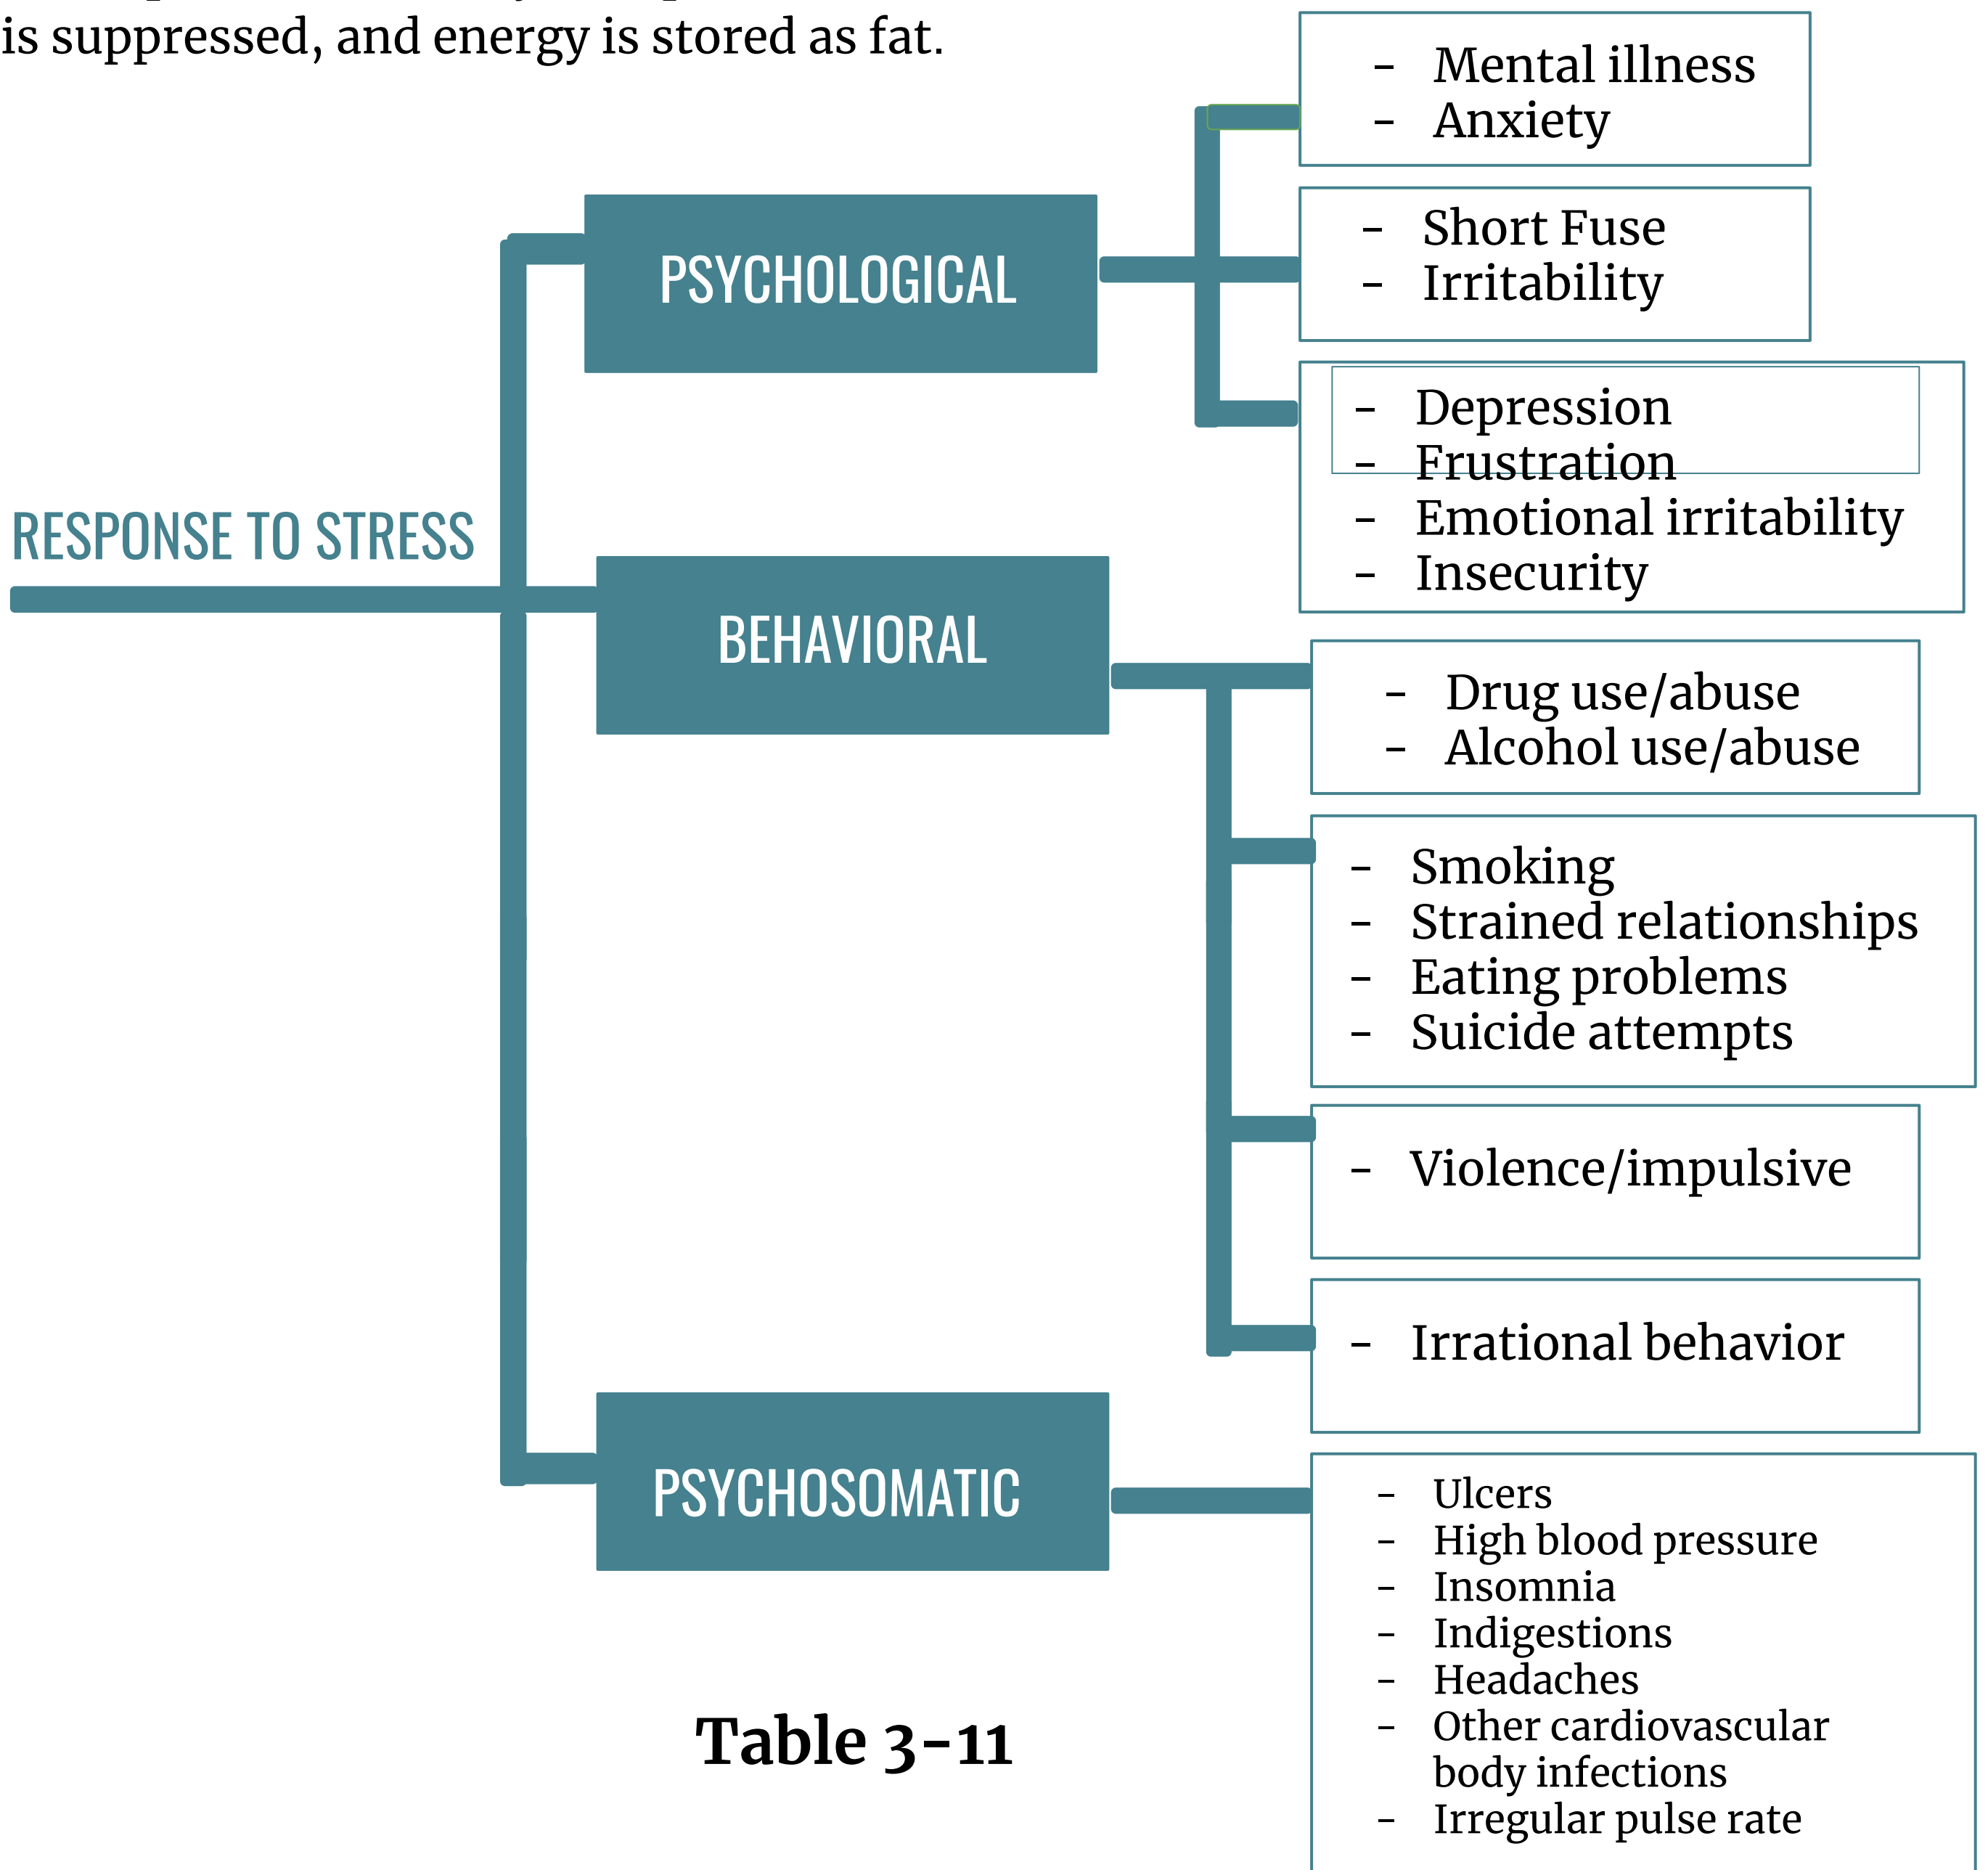 is suppressed, and energy is stored as fat.
RESPONSE TO STRESS
PSYCHOLOGICAL
- Mental illness
- Anxiety
- Short Fuse
- Irritability
- Depression
- Frustration
- Emotional irritability
- Insecurity
BEHAVIORAL
- Drug use/abuse
- Alcohol use/abuse
- Smoking
- Strained relationships
- Eating problems
- Suicide attempts
- Violence/impulsive
- Irrational behavior
PSYCHOSOMATIC
- Ulcers
- High blood pressure
- Insomnia
- Indigestions
- Headaches
- Other cardiovascular
body infections
- Irregular pulse rate
Table 3-11